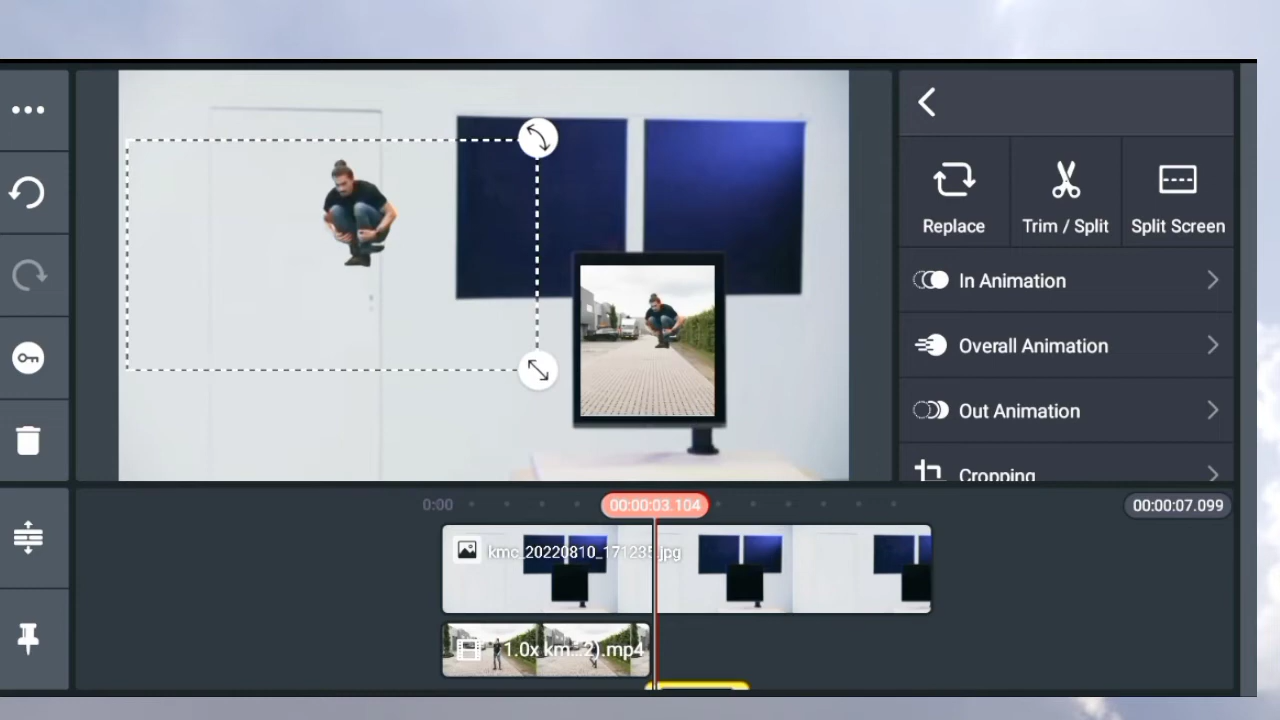 Replace
Trim / Split
Split Screen
In Animation
Overall Animation
Out Animation
Cropping
0:00
00:00:03.104
00:00:07.099
kmc_20220810_171235.jpg
1.0x km...2).mp4